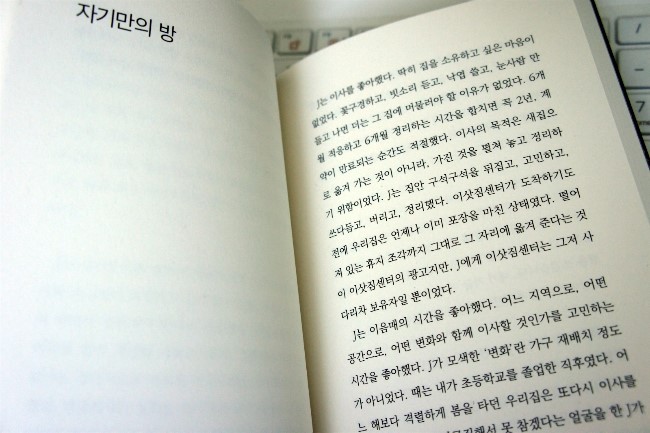 자기만의 방
J는 이사를 좋아했다. 딱히 집을 소유하고 싶은 마음이
없었다. 꽃구경하고, 빗소리 듣고, 낙엽 쓸고, 눈사람 만
들고 나면 더는 그 집에 머물러야 할 이유가 없었다. 6개
월 적응하고 6개월 정리하는 시간을 합치면 꼭 2년, 계
약이 만료되는 순간도 적절했다. 이사의 목적은 새집으
로 옮겨 가는 것이 아니라, 가진 것을 펼쳐 놓고 정리하
기 위함이었다. J는 집안 구석구석을 뒤집고, 고민하고,
쓰다듬고, 버리고, 정리했다. 이삿짐센터가 도착하기도
전에 우리집은 언제나 이미 포장을 마친 상태였다. 떨어
져 있는 휴지 조각까지 그대로 그 자리에 옮겨 준다는 것
이 이삿짐센터의 광고지만, J에게 이삿짐센터는 그저 사
다리차 보유자일 뿐이었다.
J는 이음매의 시간을 좋아했다. 어느 지역으로, 어떤
공간으로, 어떤 변화와 함께 이사할 것인가를 고민하는
시간을 좋아했다. J가 모색한 '변화'란 가구 재배치 정도
가 아니었다. 때는 내가 초등학교를 졸업한 직후였다. 어
느 해보다 격렬하게 봄을 타던 우리집은 또다시 이사를
해서 못 참겠다는 얼굴을 한 J가
7